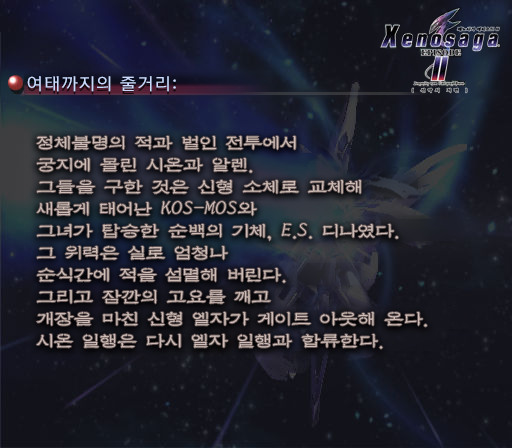 Xenosaga
EPISODE
II
[ 선악의 저편 ]
여태까지의 줄거리:
정체불명의 적과 벌인 전투에서
궁지에 몰린 시온과 알렌.
그들을 구한 것은 신형 소체로 교체해
새롭게 태어난 KOS-MOS와
그녀가 탑승한 순백의 기체, E.S. 디나였다.
그 위력은 실로 엄청나
순식간에 적을 섬멸해 버린다.
그리고 잠깐의 고요를 깨고
개장을 마친 신형 엘자가 게이트 아웃해 온다.
시온 일행은 다시 엘자 일행과 합류한다.